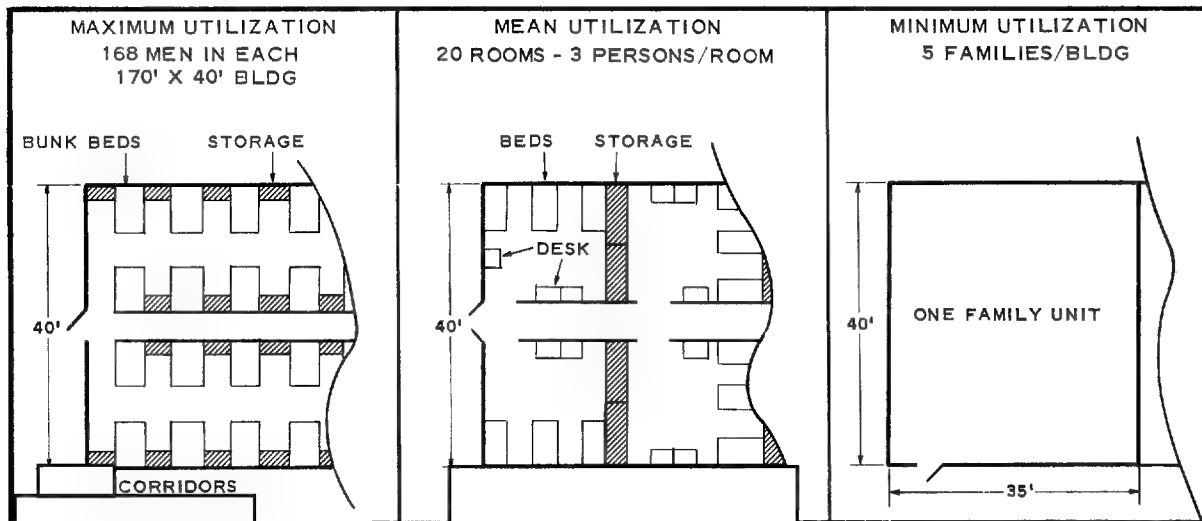 MAXIMUM UTILIZATION
168 MEN IN EACH
170' X 40' BLDG
BUNK BEDS
STORAGE
40'
CORRIDORS
MEAN UTILIZATION
20 ROOMS - 3 PERSONS/ROOM
BEDS
STORAGE
DESK
40'
MINIMUM UTILIZATION
5 FAMILIES/BLDG
40'
ONE FAMILY UNIT
35'